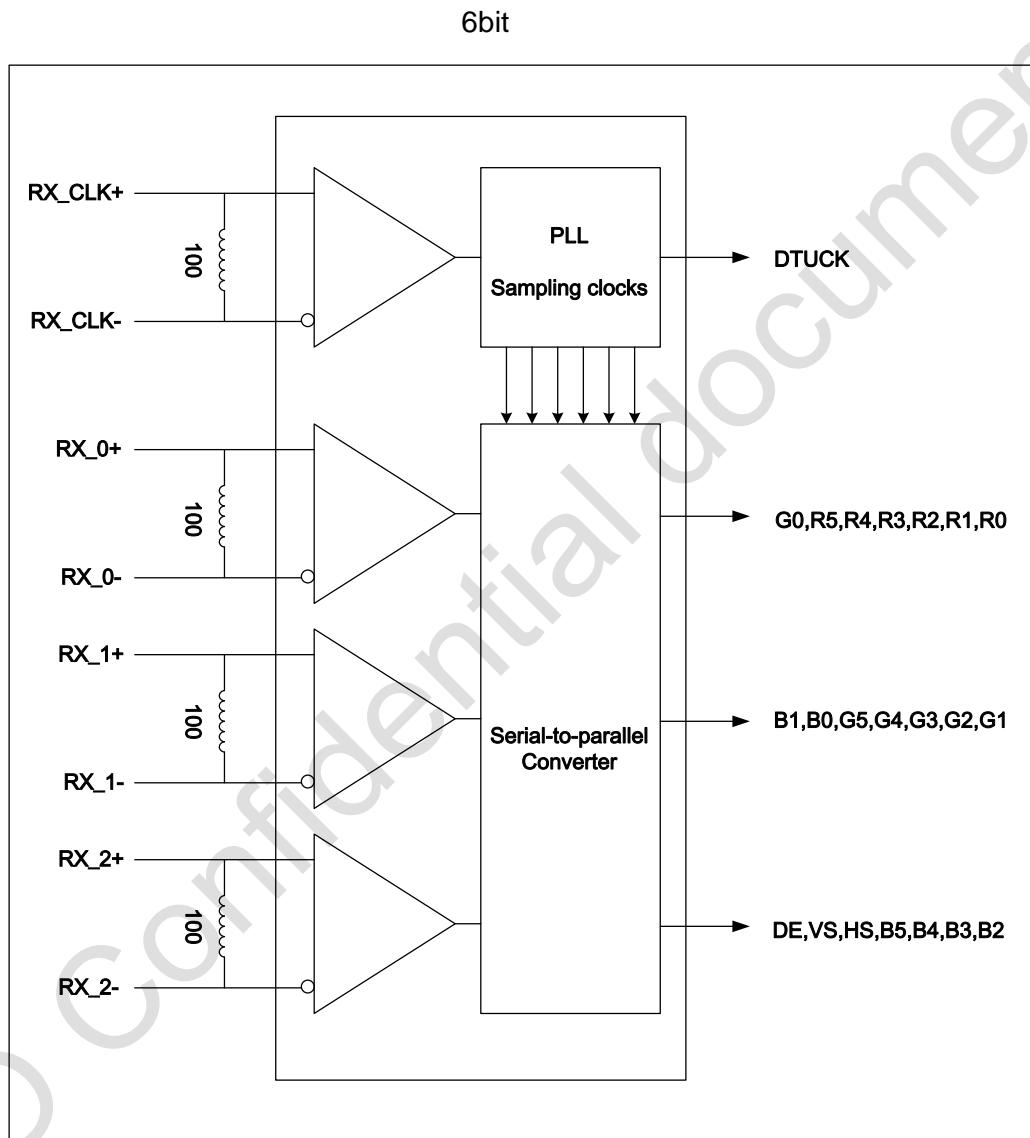 6bit
RX_CLK+
100
RX_CLK-
PLL
Sampling clocks
DTUCK
RX_0+
100
RX_0-
G0,R5,R4,R3,R2,R1,R0
RX_1+
100
RX_1-
Serial-to-parallel
Converter
B1,B0,G5,G4,G3,G2,G1
RX_2+
100
RX_2-
DE,VS,HS,B5,B4,B3,B2
Confidential document